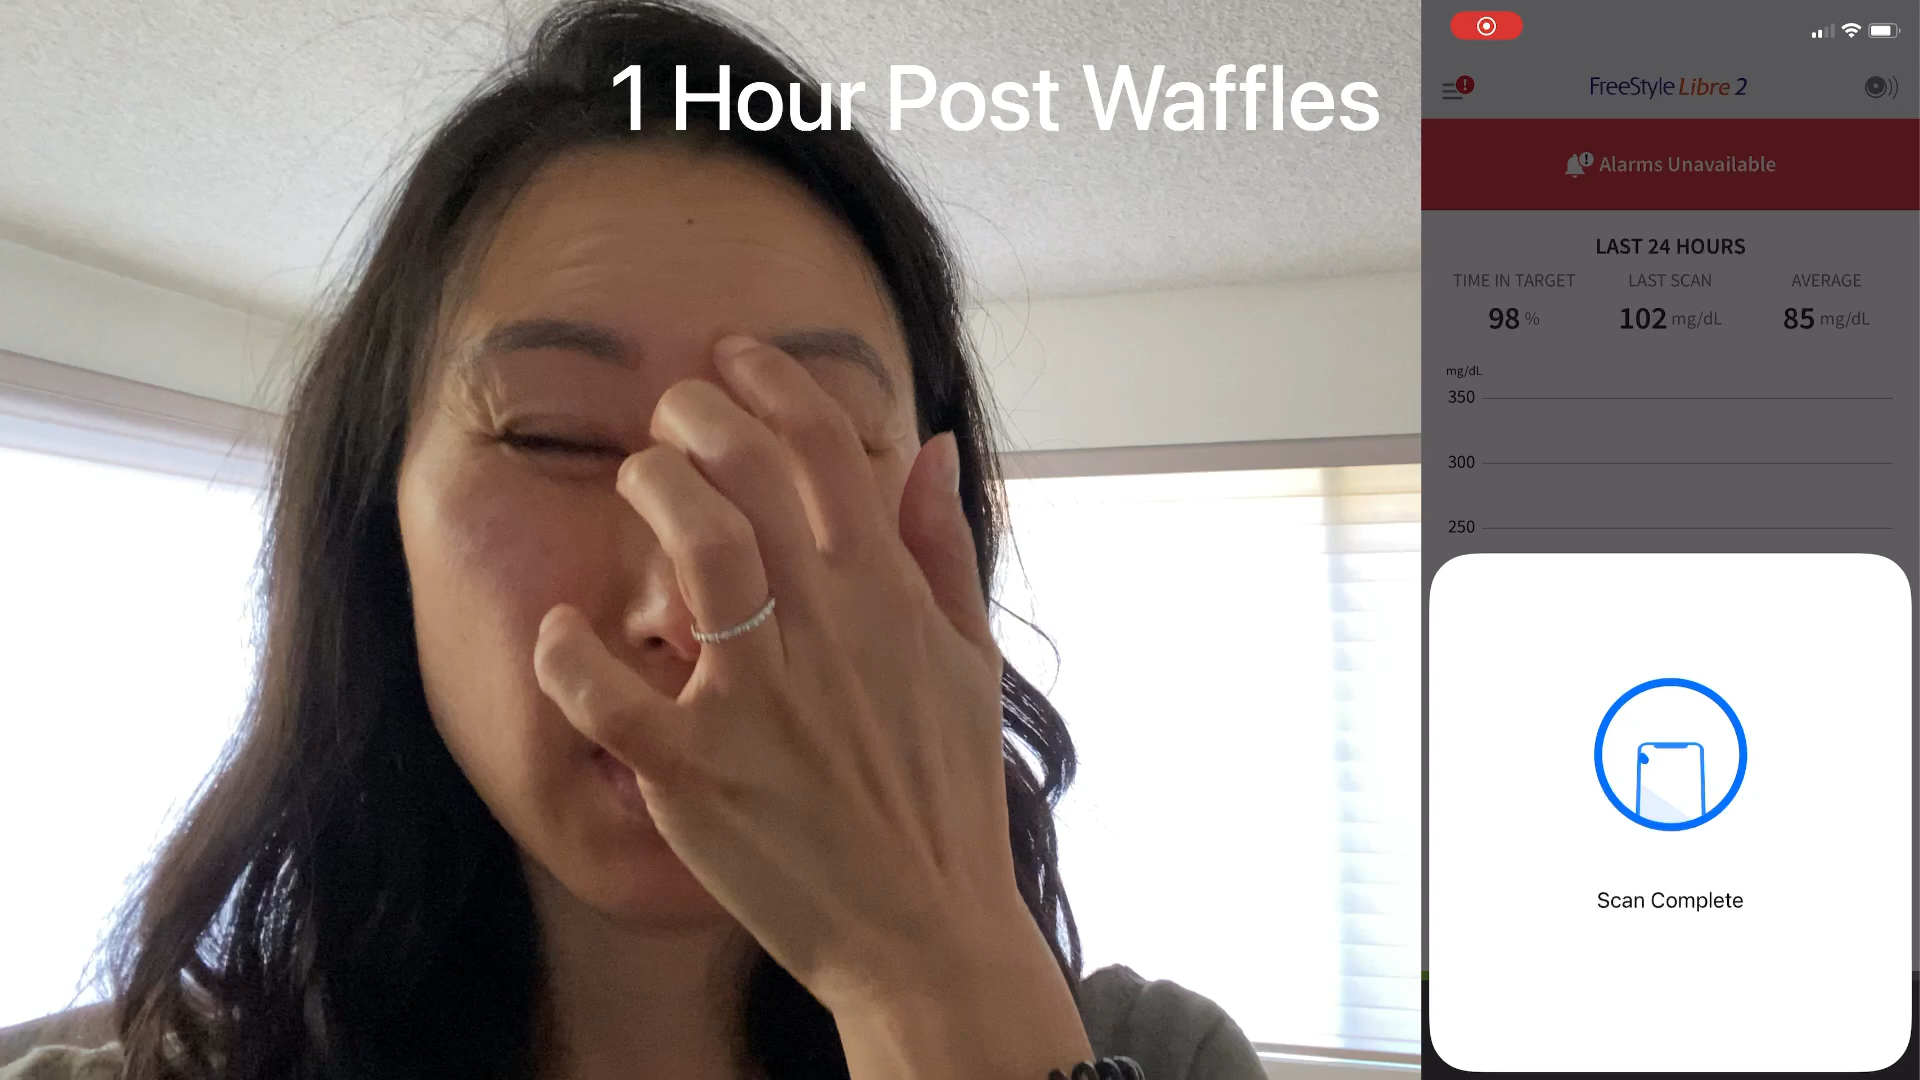 1 Hour Post Waffles
FreeStyle Libre 2
Alarms Unavailable
LAST 24 HOURS
TIME IN TARGET LAST SCAN AVERAGE
98 % 102 mg/dL 85 mg/dL
mg/dL
350
300
250
Scan Complete